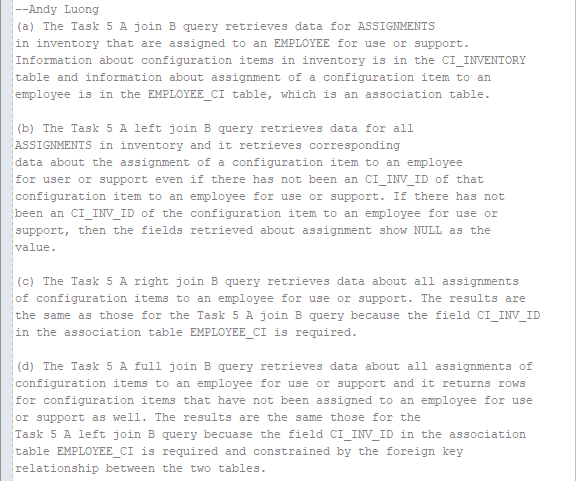 --Andy Luong
(a) The Task 5 A join B query retrieves data for ASSIGNMENTS
in inventory that are assigned to an EMPLOYEE for use or support.
Information about configuration items in inventory is in the CI_INVENTORY
table and information about assignment of a configuration item to an
employee is in the EMPLOYEE_CI table, which is an association table.
(b) The Task 5 A left join B query retrieves data for all
ASSIGNMENTS in inventory and it retrieves corresponding
data about the assignment of a configuration item to an employee
for user or support even if there has not been an CI_INV_ID of that
configuration item to an employee for use or support. If there has not
been an CI_INV_ID of the configuration item to an employee for use or
support, then the fields retrieved about assignment show NULL as the
value.
(c) The Task 5 A right join B query retrieves data about all assignments
of configuration items to an employee for use or support. The results are
the same as those for the Task 5 A join B query because the field CI_INV_ID
in the association table EMPLOYEE_CI is required.
(d) The Task 5 A full join B query retrieves data about all assignments of
configuration items to an employee for use or support and it returns rows
for configuration items that have not been assigned to an employee for use
or support as well. The results are the same those for the
Task 5 A left join B query becuase the field CI_INV_ID in the association
table EMPLOYEE_CI is required and constrained by the foreign key
relationship between the two tables.